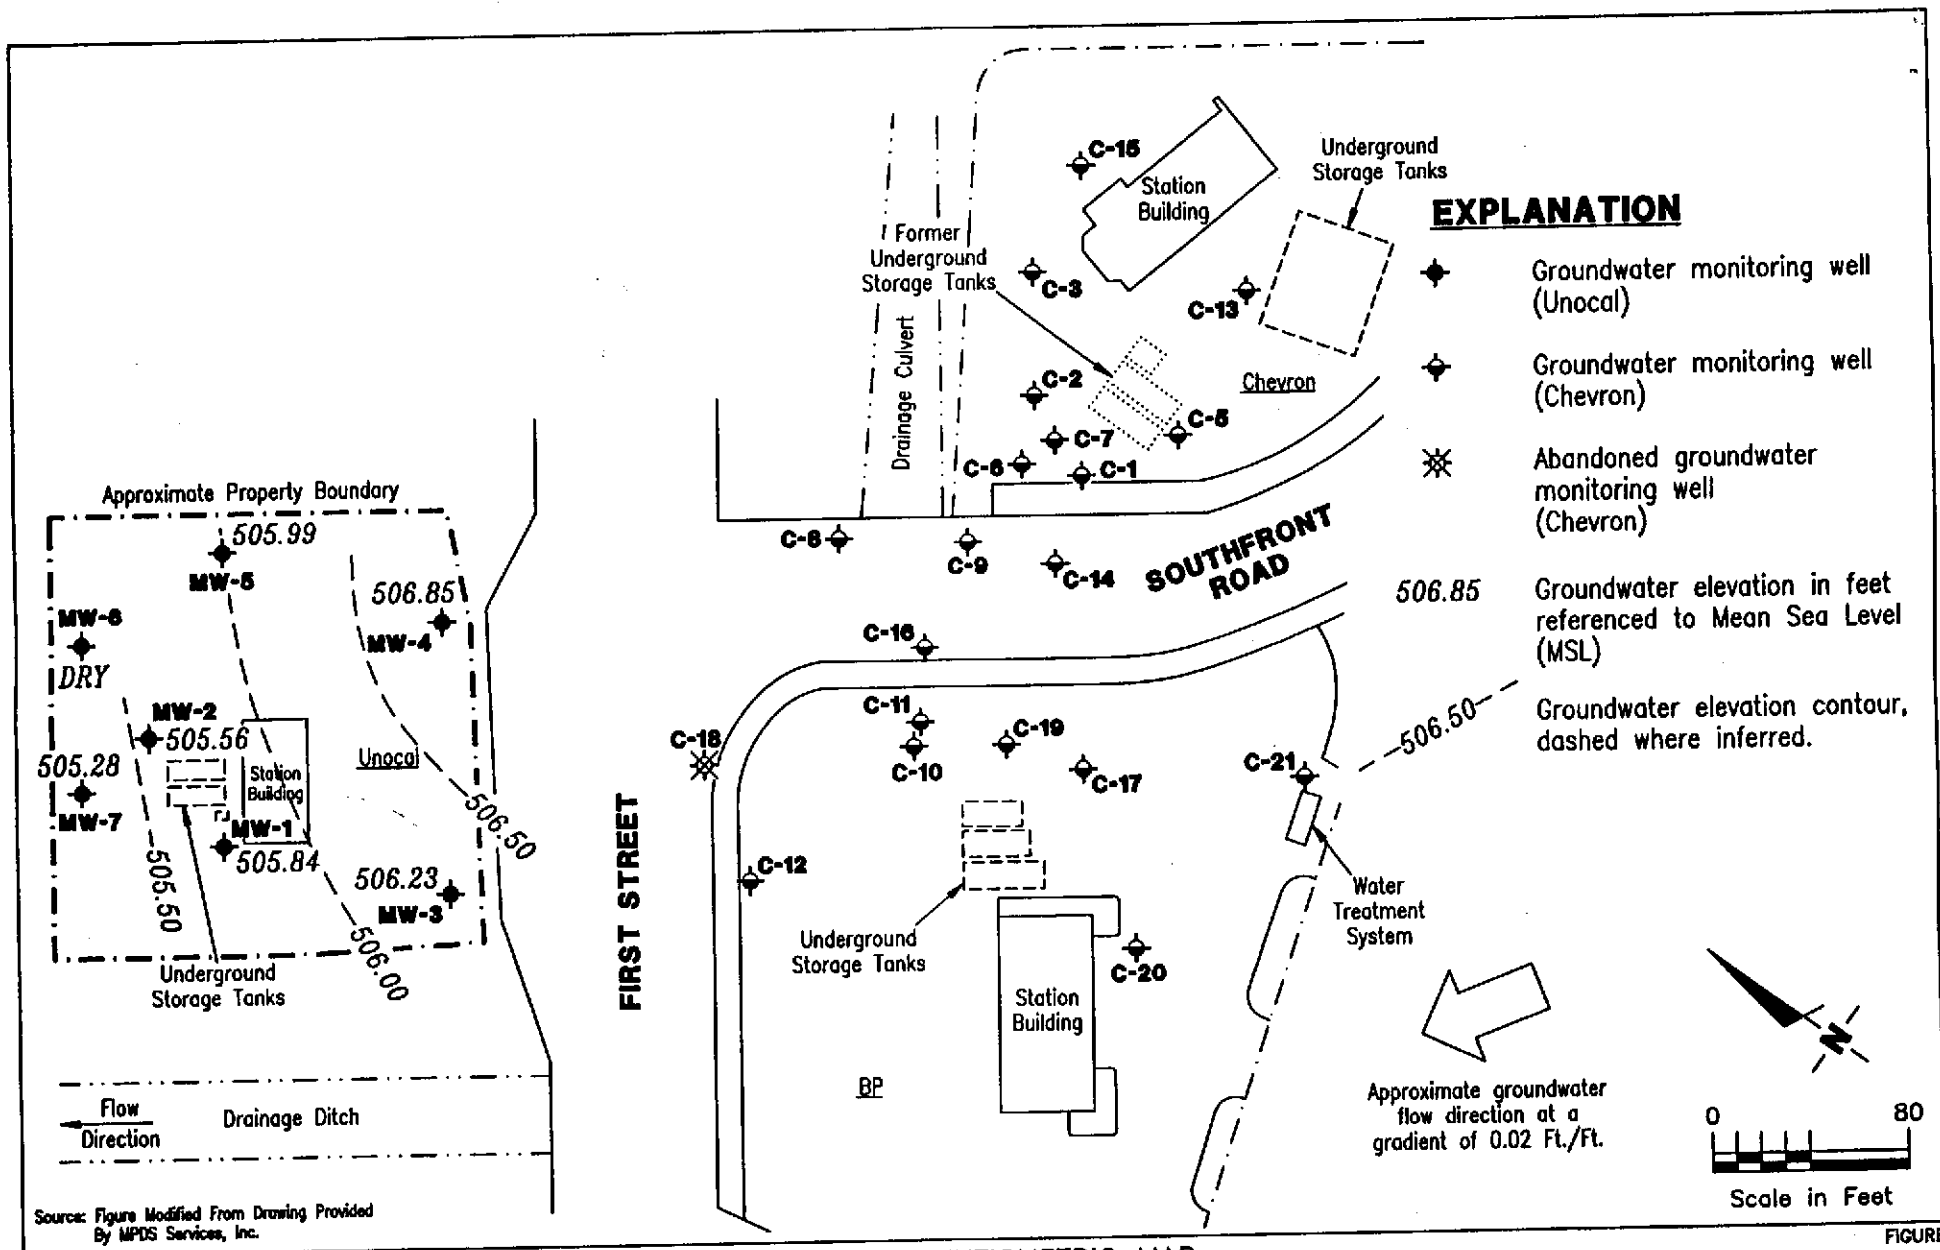 C-15
Station
Building
Underground
Storage Tanks
EXPLANATION
Former
Underground
Storage Tanks
C-3
C-13
Groundwater monitoring well
(Unocal)
Drainage Culvert
C-2
Chevron
Groundwater monitoring well
(Chevron)
C-5
C-7
C-6
C-1
Abandoned groundwater
monitoring well
(Chevron)
Approximate Property Boundary
505.99
MW-5
C-8
C-9
C-14
SOUTHFRONT
ROAD
506.85
MW-4
506.85
Groundwater elevation in feet
referenced to Mean Sea Level
(MSL)
MW-6
DRY
C-16
MW-2
505.56
C-11
C-10
C-19
C-17
C-18
C-21
506.50
Groundwater elevation contour,
dashed where inferred.
505.28
MW-7
Station
Building
Unocal
506.50
MW-1
505.84
505.50
506.23
MW-3
506.00
FIRST STREET
C-12
Underground
Storage Tanks
Underground
Storage Tanks
Water
Treatment
System
C-20
Station
Building
BP
Flow
Direction
Drainage Ditch
Approximate groundwater
flow direction at a
gradient of 0.02 Ft./Ft.
N
0 80
Scale in Feet
Source: Figure Modified From Drawing Provided
By MPDS Services, Inc.
FIGURE